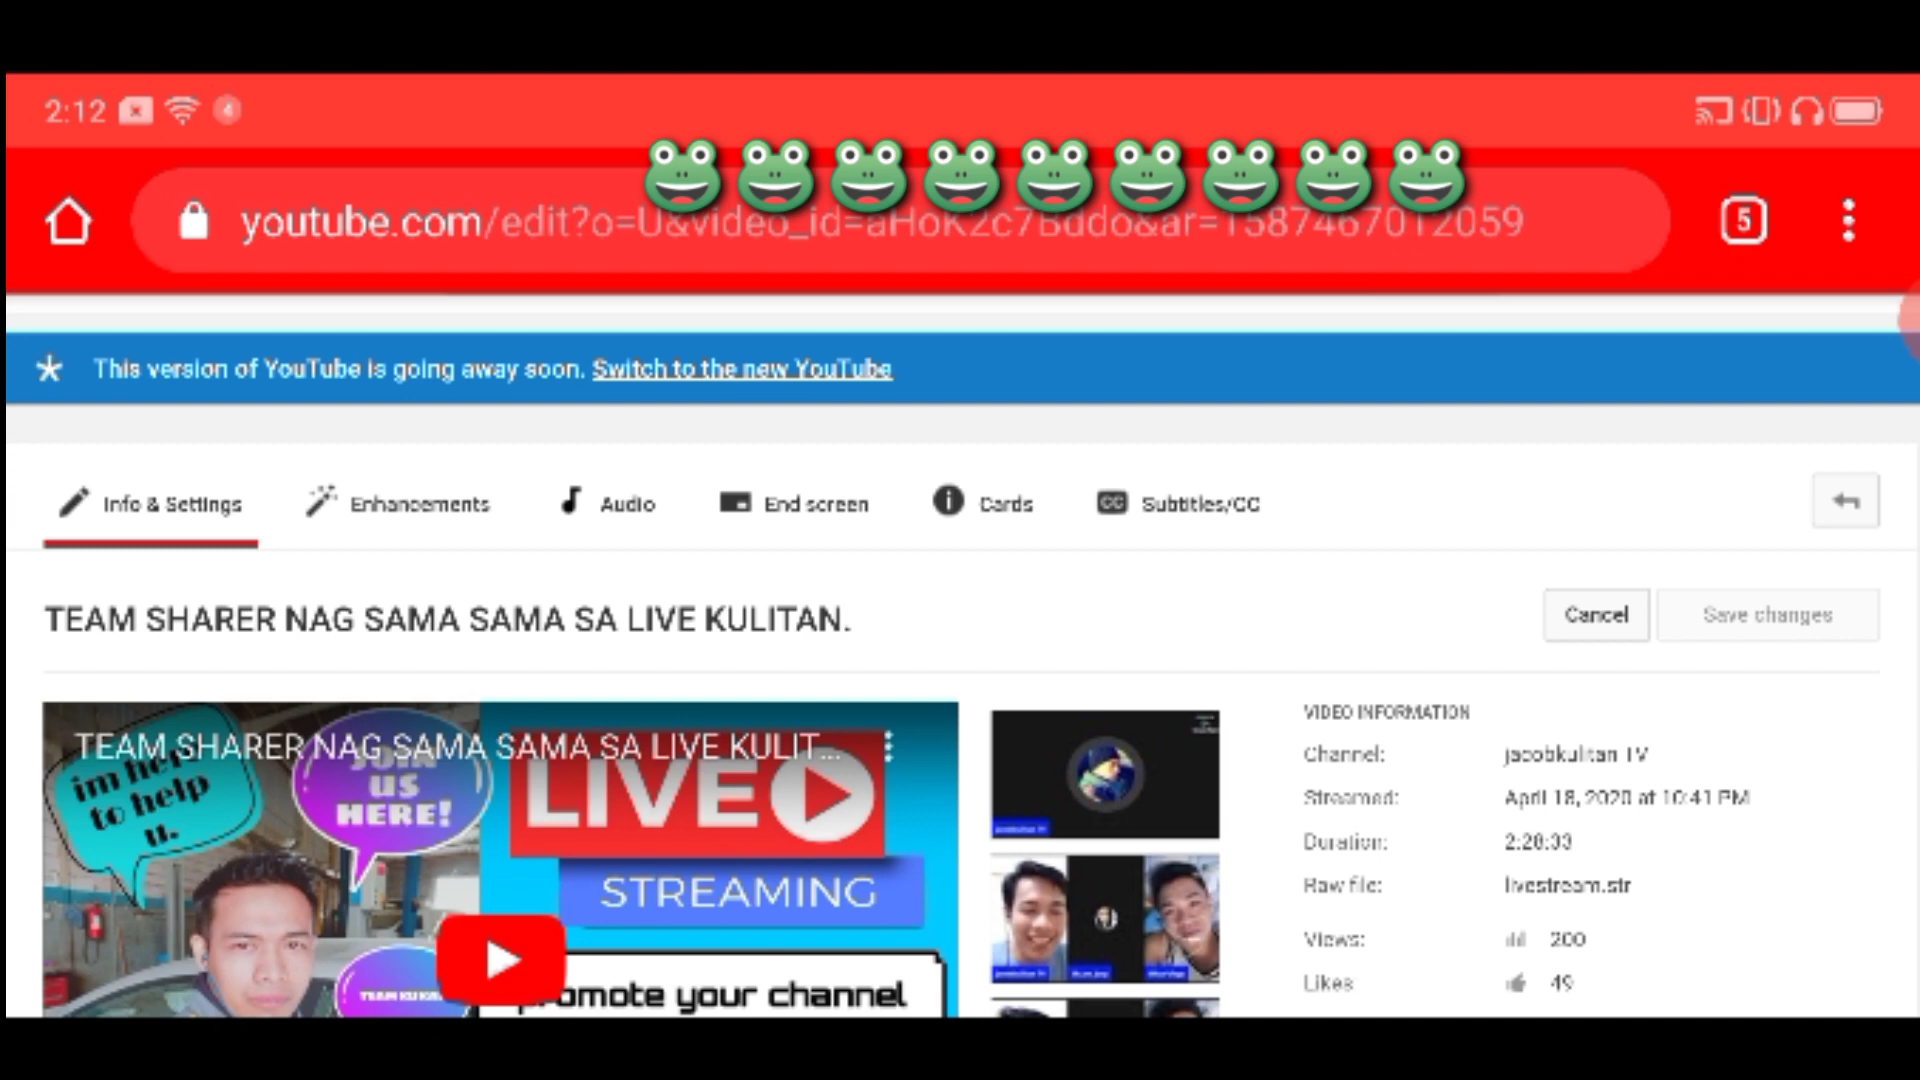 2:12
4
youtube.com/edit?o=U&video_id=aHoK2c7Bddo&ar=1587467012059
5
This version of YouTube is going away soon. Switch to the new YouTube
Info & Settings
Enhancements
Audio
End screen
Cards
CC
Subtitles/CC
TEAM SHARER NAG SAMA SAMA SA LIVE KULITAN.
Cancel
Save changes
TEAM SHARER NAG SAMA SAMA SA LIVE KULIT...
im here
to help
u.
JOIN
US
HERE!
LIVE
STREAMING
promote your channel
VIDEO INFORMATION
Channel: jacobkulitan TV
Streamed: April 18, 2020 at 10:41 PM
Duration: 2:28:33
Raw file: livestream.str
Views: 200
Likes 49